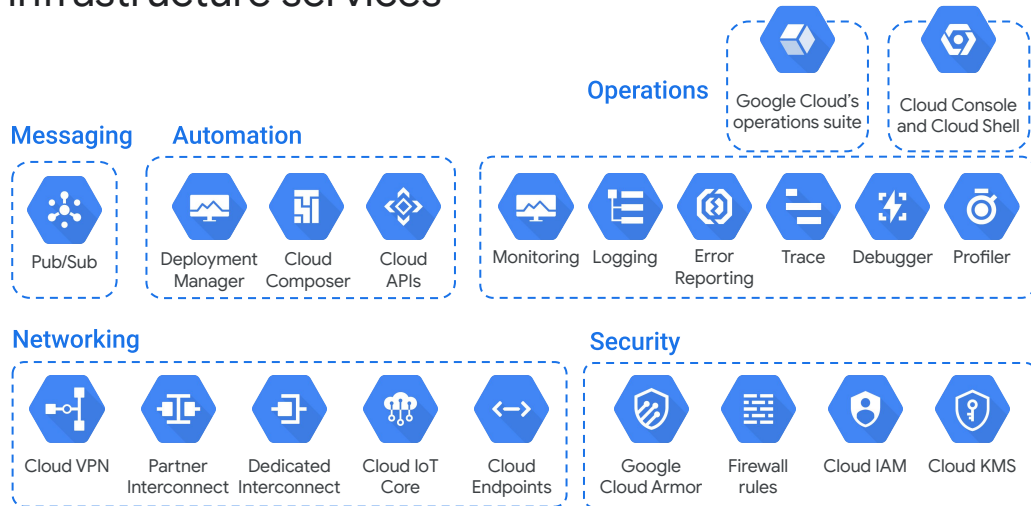 infrastructure services
Operations
Google Cloud's
operations suite
Cloud Console
and Cloud Shell
Messaging
Automation
Pub/Sub
Deployment
Manager
Cloud
Composer
Cloud
APIs
Monitoring
Logging
Error
Reporting
Trace
Debugger
Profiler
Networking
Security
Cloud VPN
Partner
Interconnect
Dedicated
Interconnect
Cloud IoT
Core
Cloud
Endpoints
Google
Cloud Armor
Firewall
rules
Cloud IAM
Cloud KMS